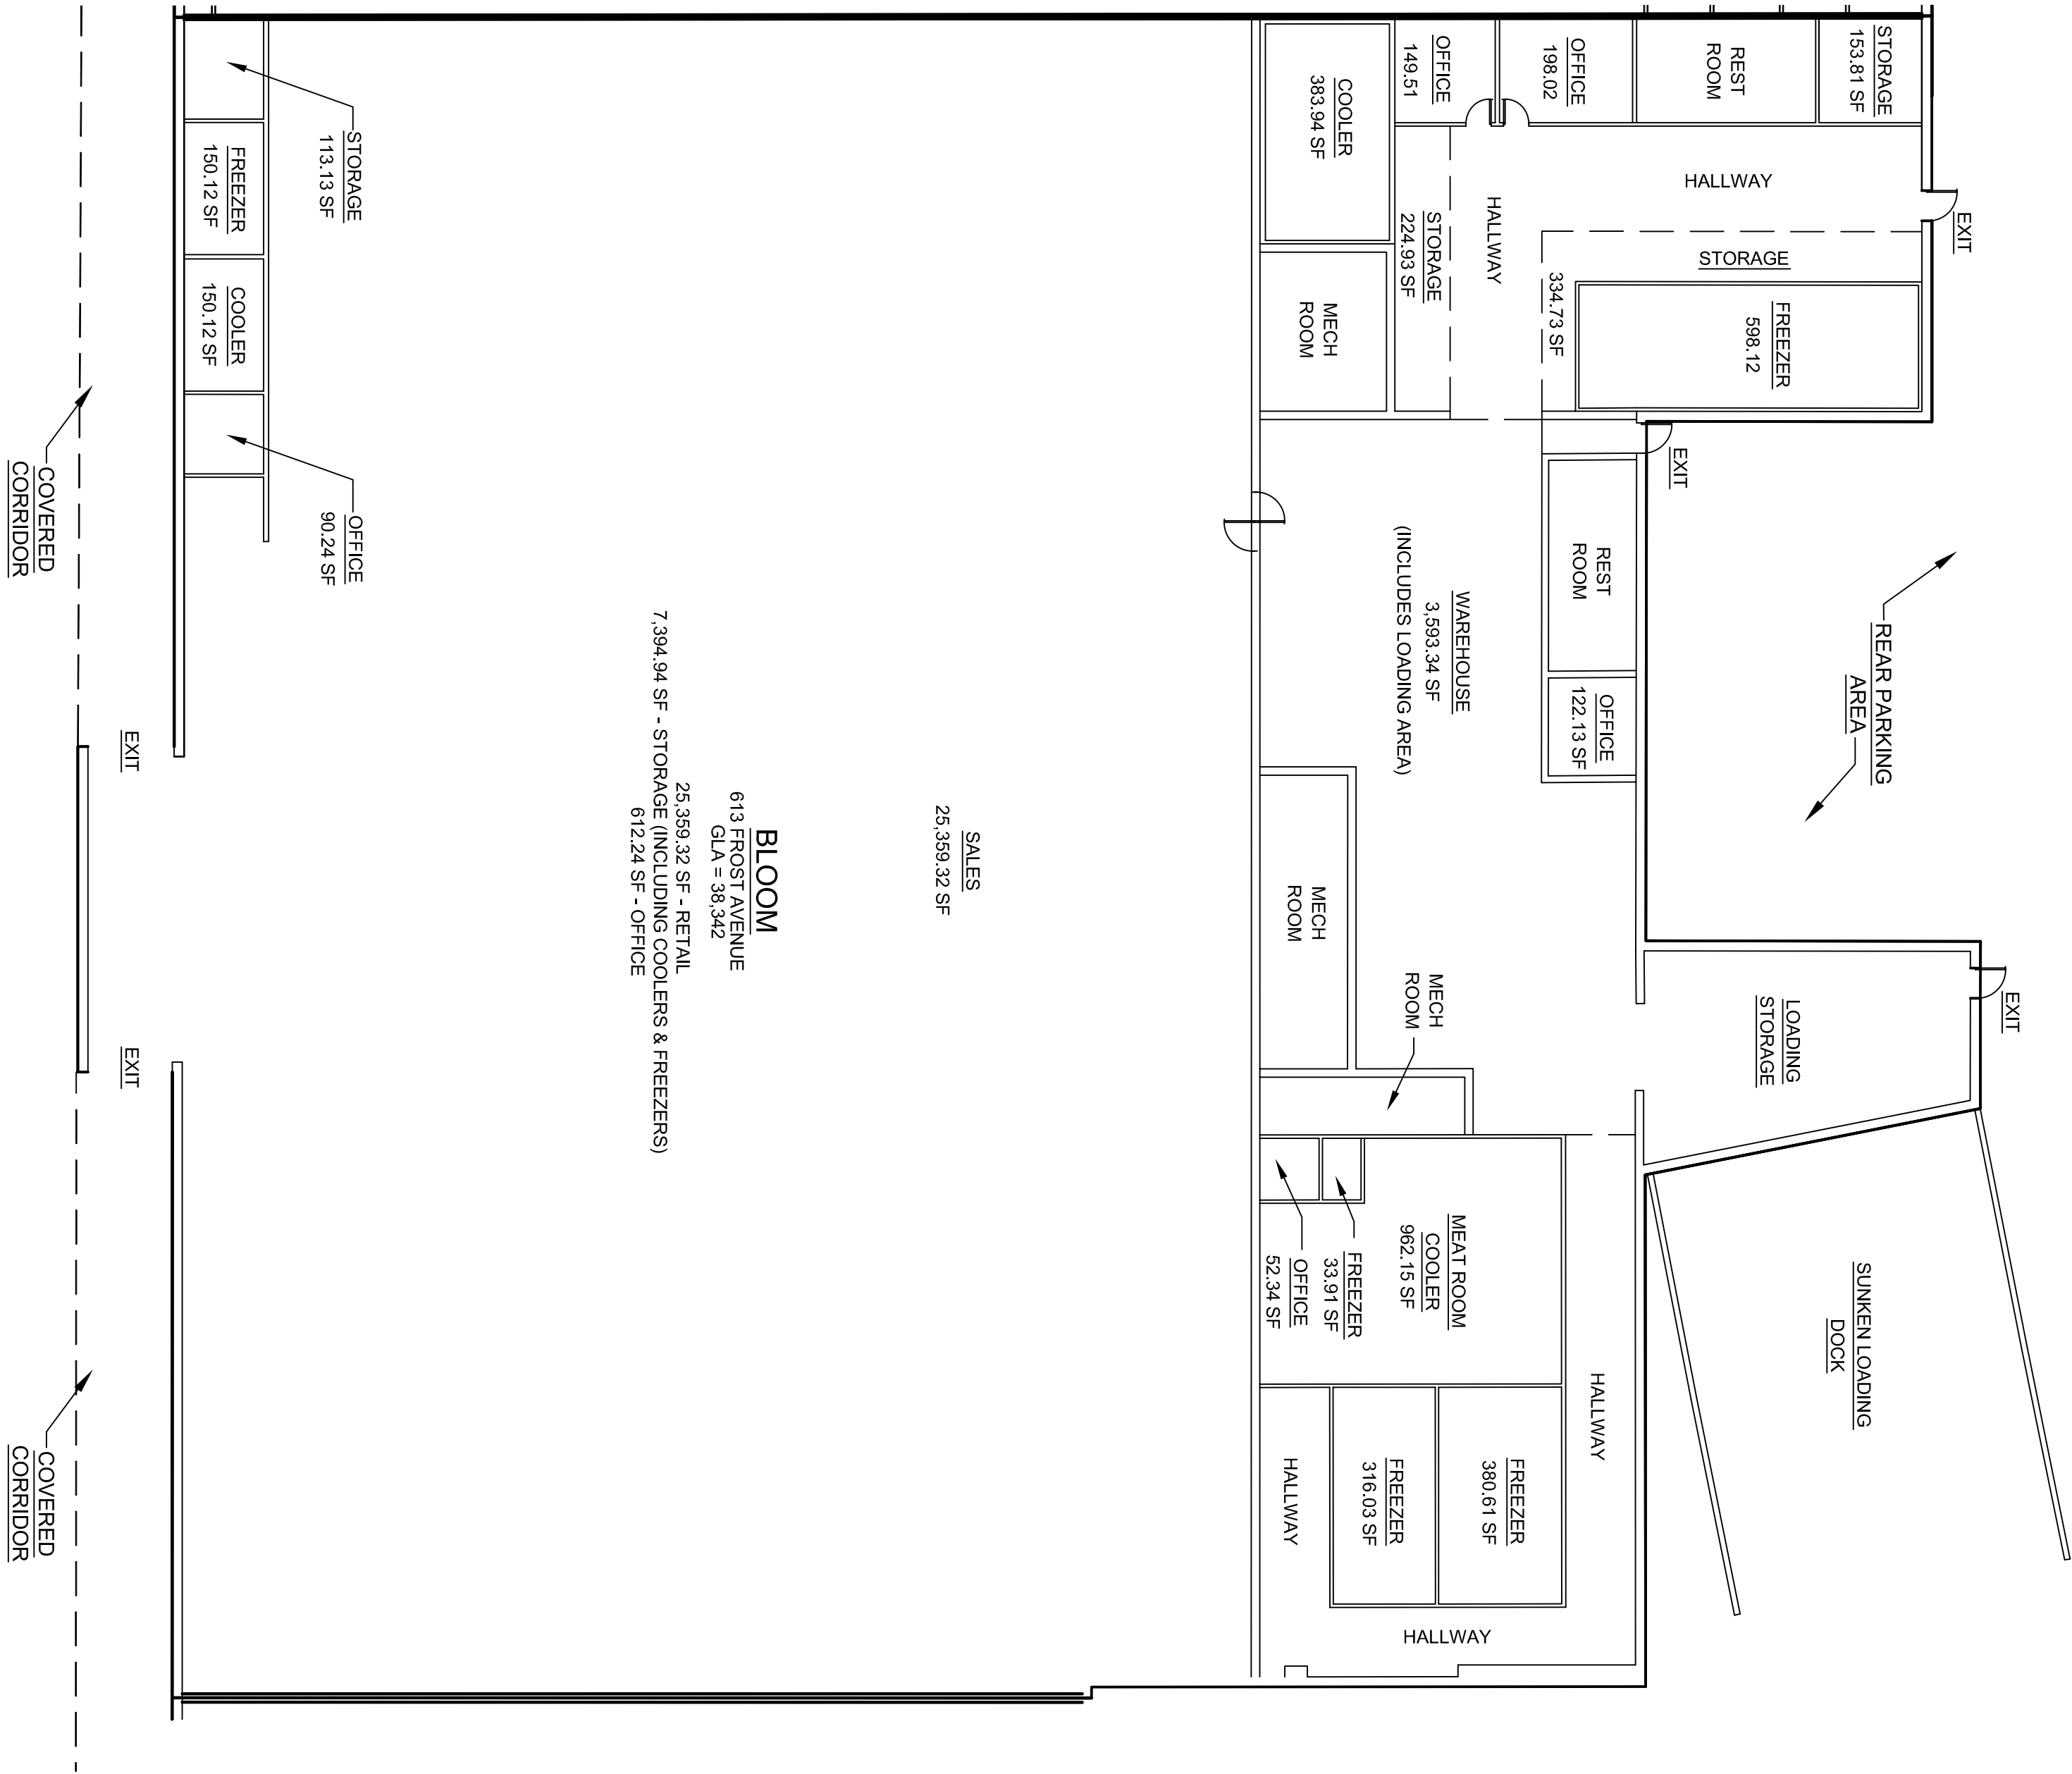 STORAGE
153.81 SF
REST
ROOM
OFFICE
198.02
OFFICE
149.51
COOLER
383.94 SF
HALLWAY
EXIT
STORAGE
FREEZER
598.12
334.73 SF
HALLWAY
STORAGE
224.93 SF
MECH
ROOM
STORAGE
113.13 SF
FREEZER
150.12 SF
COOLER
150.12 SF
OFFICE
90.24 SF
COVERED
CORRIDOR
EXIT
REST
ROOM
OFFICE
122.13 SF
REAR PARKING
AREA
WAREHOUSE
3,593.34 SF
(INCLUDES LOADING AREA)
SALES
25,359.32 SF
BLOOM
613 FROST AVENUE
GLA = 38,342
25,359.32 SF - RETAIL
7,394.94 SF - STORAGE (INCLUDING COOLERS & FREEZERS)
612.24 SF - OFFICE
EXIT
EXIT
MECH
ROOM
MECH
ROOM
EXIT
LOADING
STORAGE
SUNKEN LOADING
DOCK
MEAT ROOM
COOLER
962.15 SF
FREEZER
33.91 SF
OFFICE
52.34 SF
HALLWAY
FREEZER
380.61 SF
FREEZER
316.03 SF
HALLWAY
HALLWAY
COVERED
CORRIDOR